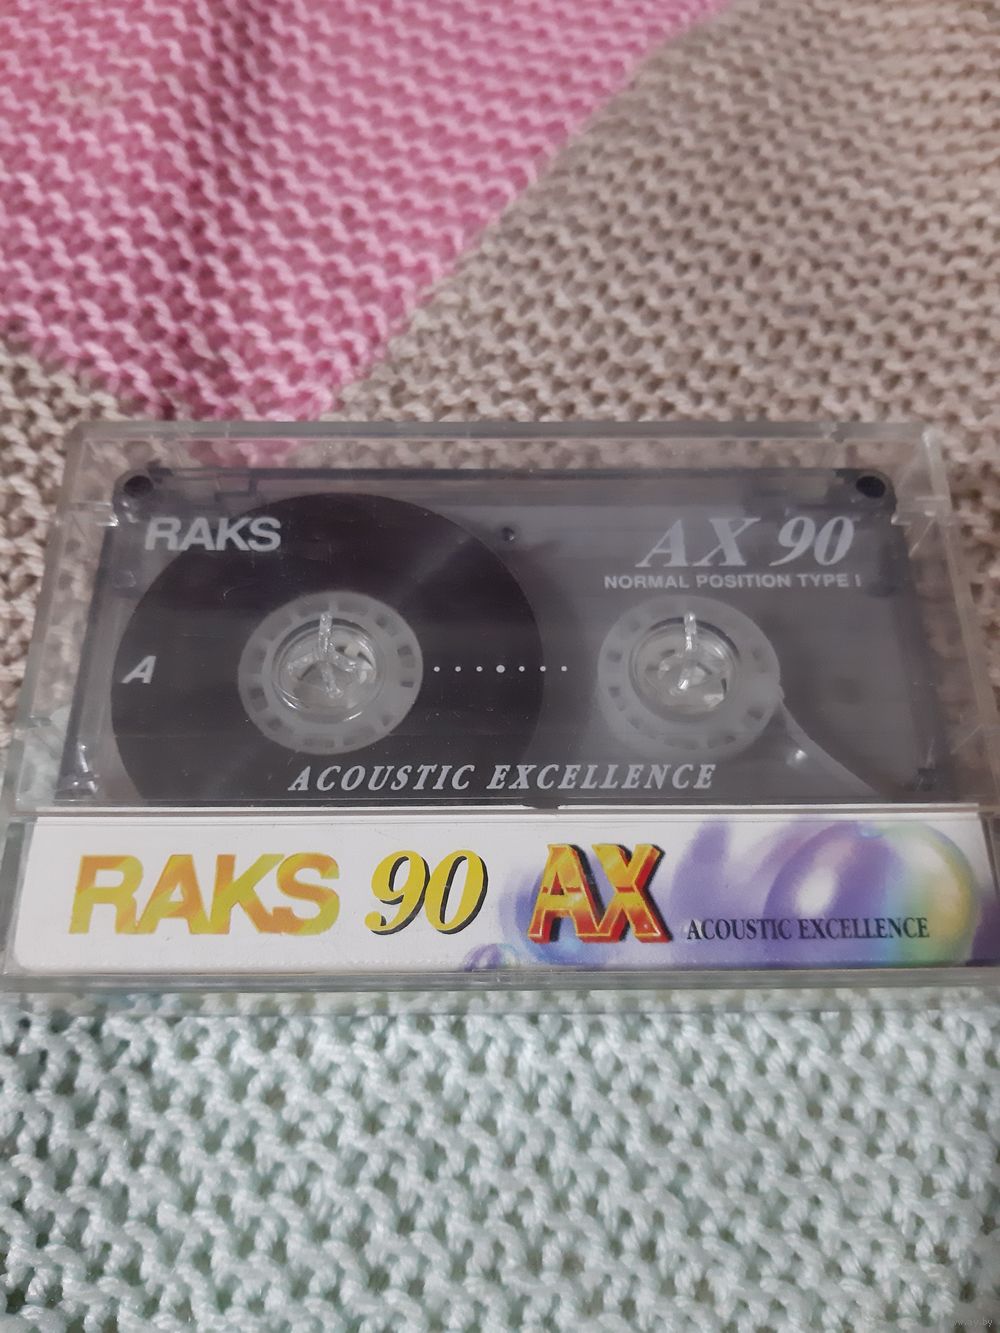 RAKS
AX 90
NORMAL POSITION TYPE I
A
ACOUSTIC EXCELLENCE
RAKS 90 AX ACOUSTIC EXCELLENCE